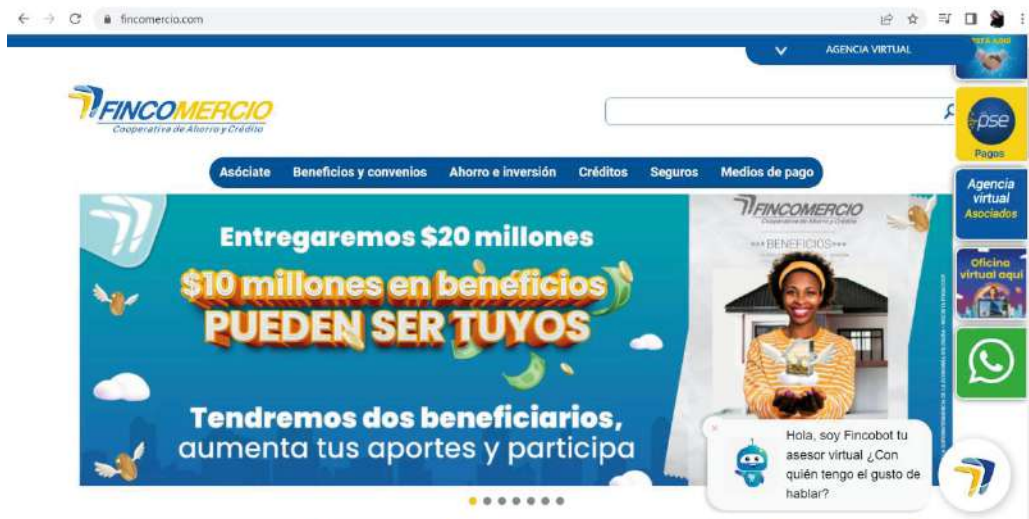 fincomercio.com
AGENCIA VIRTUAL
FINCOMERCIO
Cooperativa de Ahorro y Crédito
pse
Pagos
Asóciate Beneficios y convenios Ahorro e inversión Créditos Seguros Medios de pago
Agencia
virtual
Asociados
Oficina
virtual aquí
Entregaremos $20 millones
$10 millones en beneficios
PUEDEN SER TUYOS
Tendremos dos beneficiarios,
aumenta tus aportes y participa
FINCOMERCIO
Cooperativa de Ahorro y Crédito
BENEFICIOS
Hola, soy Fincobot tu
asesor virtual ¿Con
quién tengo el gusto de
hablar?